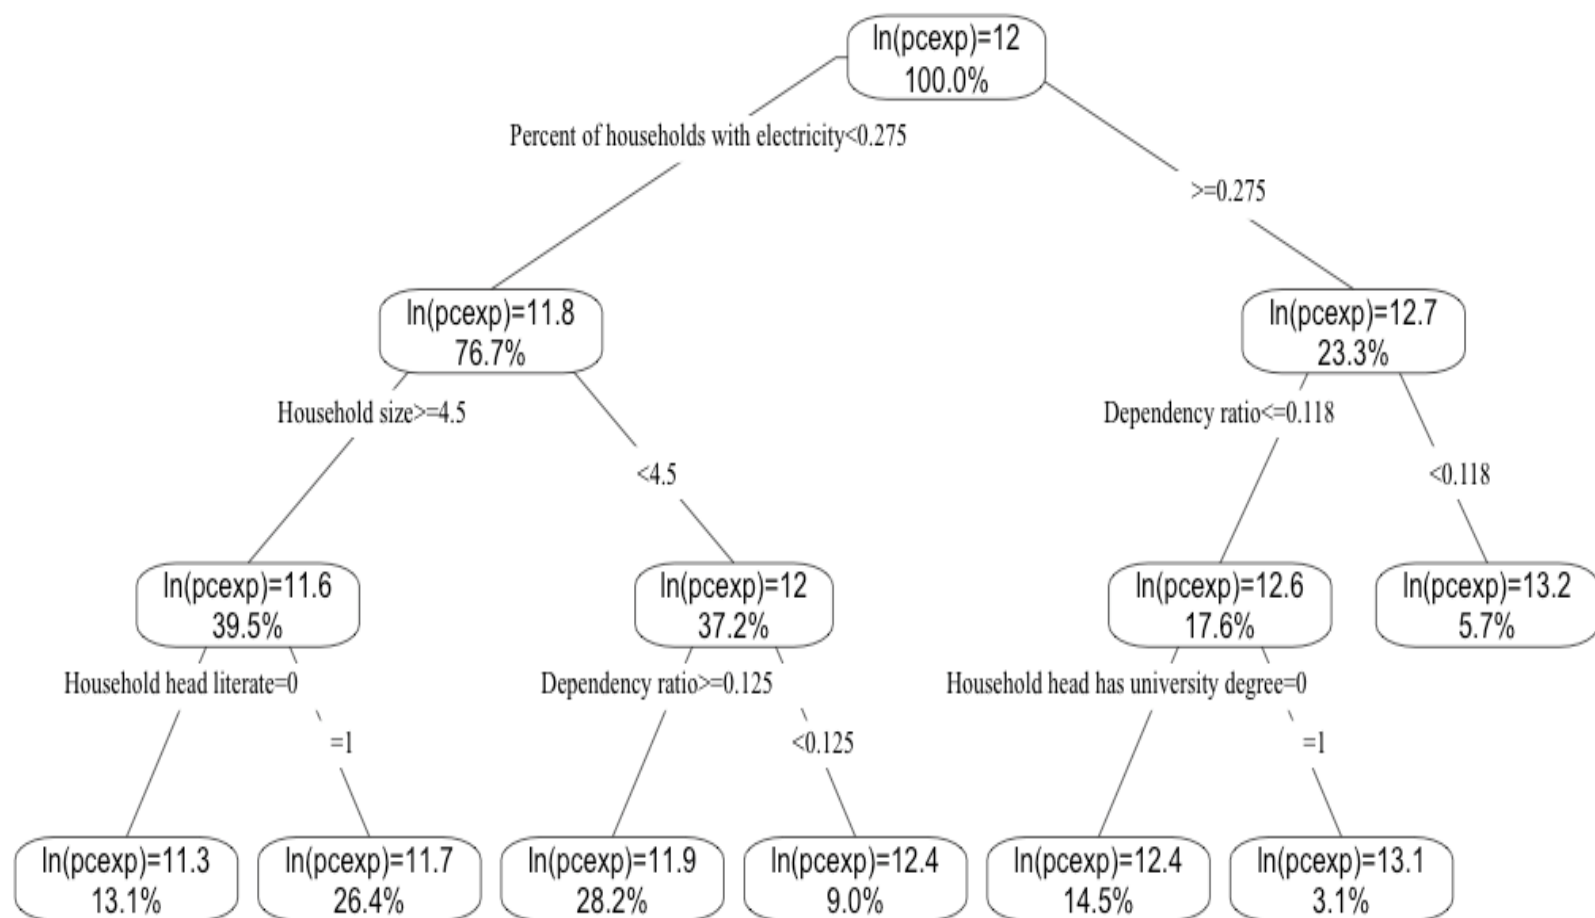 ln(pcexp)=12
100.0%
Percent of households with electricity<0.275
>=0.275
ln(pcexp)=11.8
76.7%
ln(pcexp)=12.7
23.3%
Household size>=4.5
<4.5
Dependency ratio<=0.118
<0.118
ln(pcexp)=11.6
39.5%
ln(pcexp)=12
37.2%
ln(pcexp)=12.6
17.6%
ln(pcexp)=13.2
5.7%
Household head literate=0
=1
Dependency ratio>=0.125
<0.125
Household head has university degree=0
=1
ln(pcexp)=11.3
13.1%
ln(pcexp)=11.7
26.4%
ln(pcexp)=11.9
28.2%
ln(pcexp)=12.4
9.0%
ln(pcexp)=12.4
14.5%
ln(pcexp)=13.1
3.1%